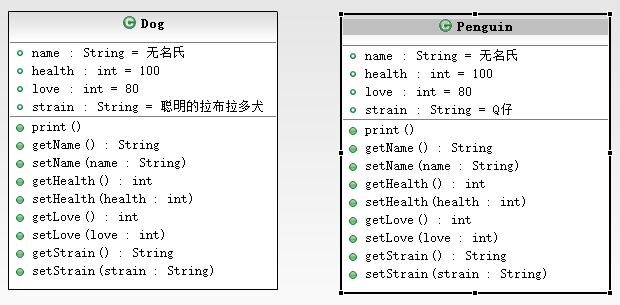 Dog
name : String = 无名氏
health : int = 100
love : int = 80
strain : String = 聪明的拉布拉多犬
print()
getName() : String
setName(name : String)
getHealth() : int
setHealth(health : int)
getLove() : int
setLove(love : int)
getStrain() : String
setStrain(strain : String)
Penguin
name : String = 无名氏
health : int = 100
love : int = 80
strain : String = Q仔
print()
getName() : String
setName(name : String)
getHealth() : int
setHealth(health : int)
getLove() : int
setLove(love : int)
getStrain() : String
setStrain(strain : String)